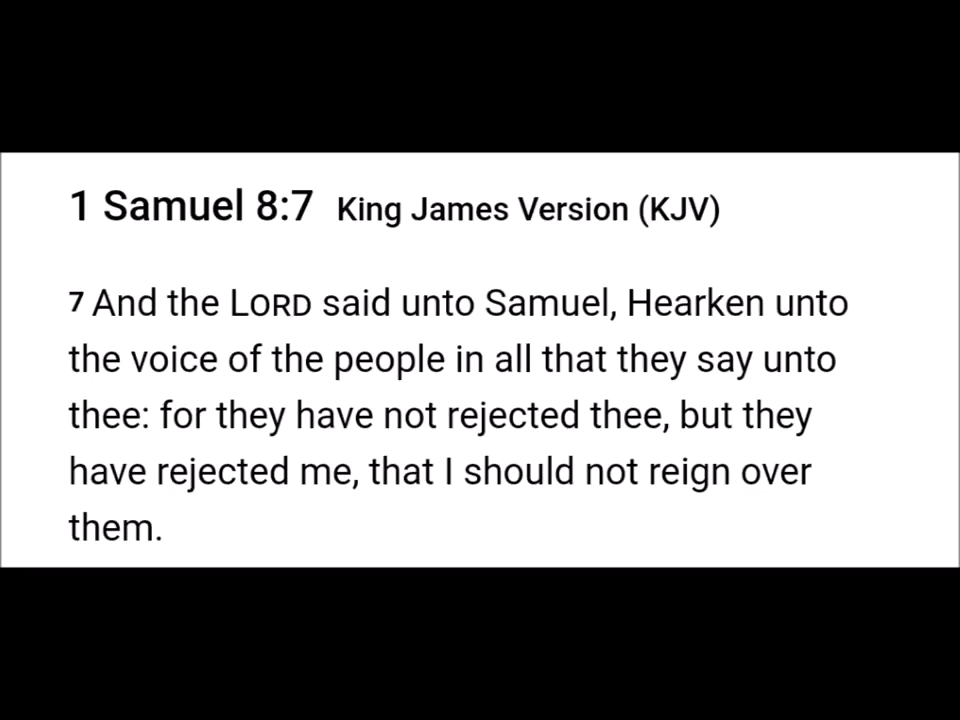 1 Samuel 8:7 King James Version (KJV)
7 And the LORD said unto Samuel, Hearken unto
the voice of the people in all that they say unto
thee: for they have not rejected thee, but they
have rejected me, that I should not reign over
them.